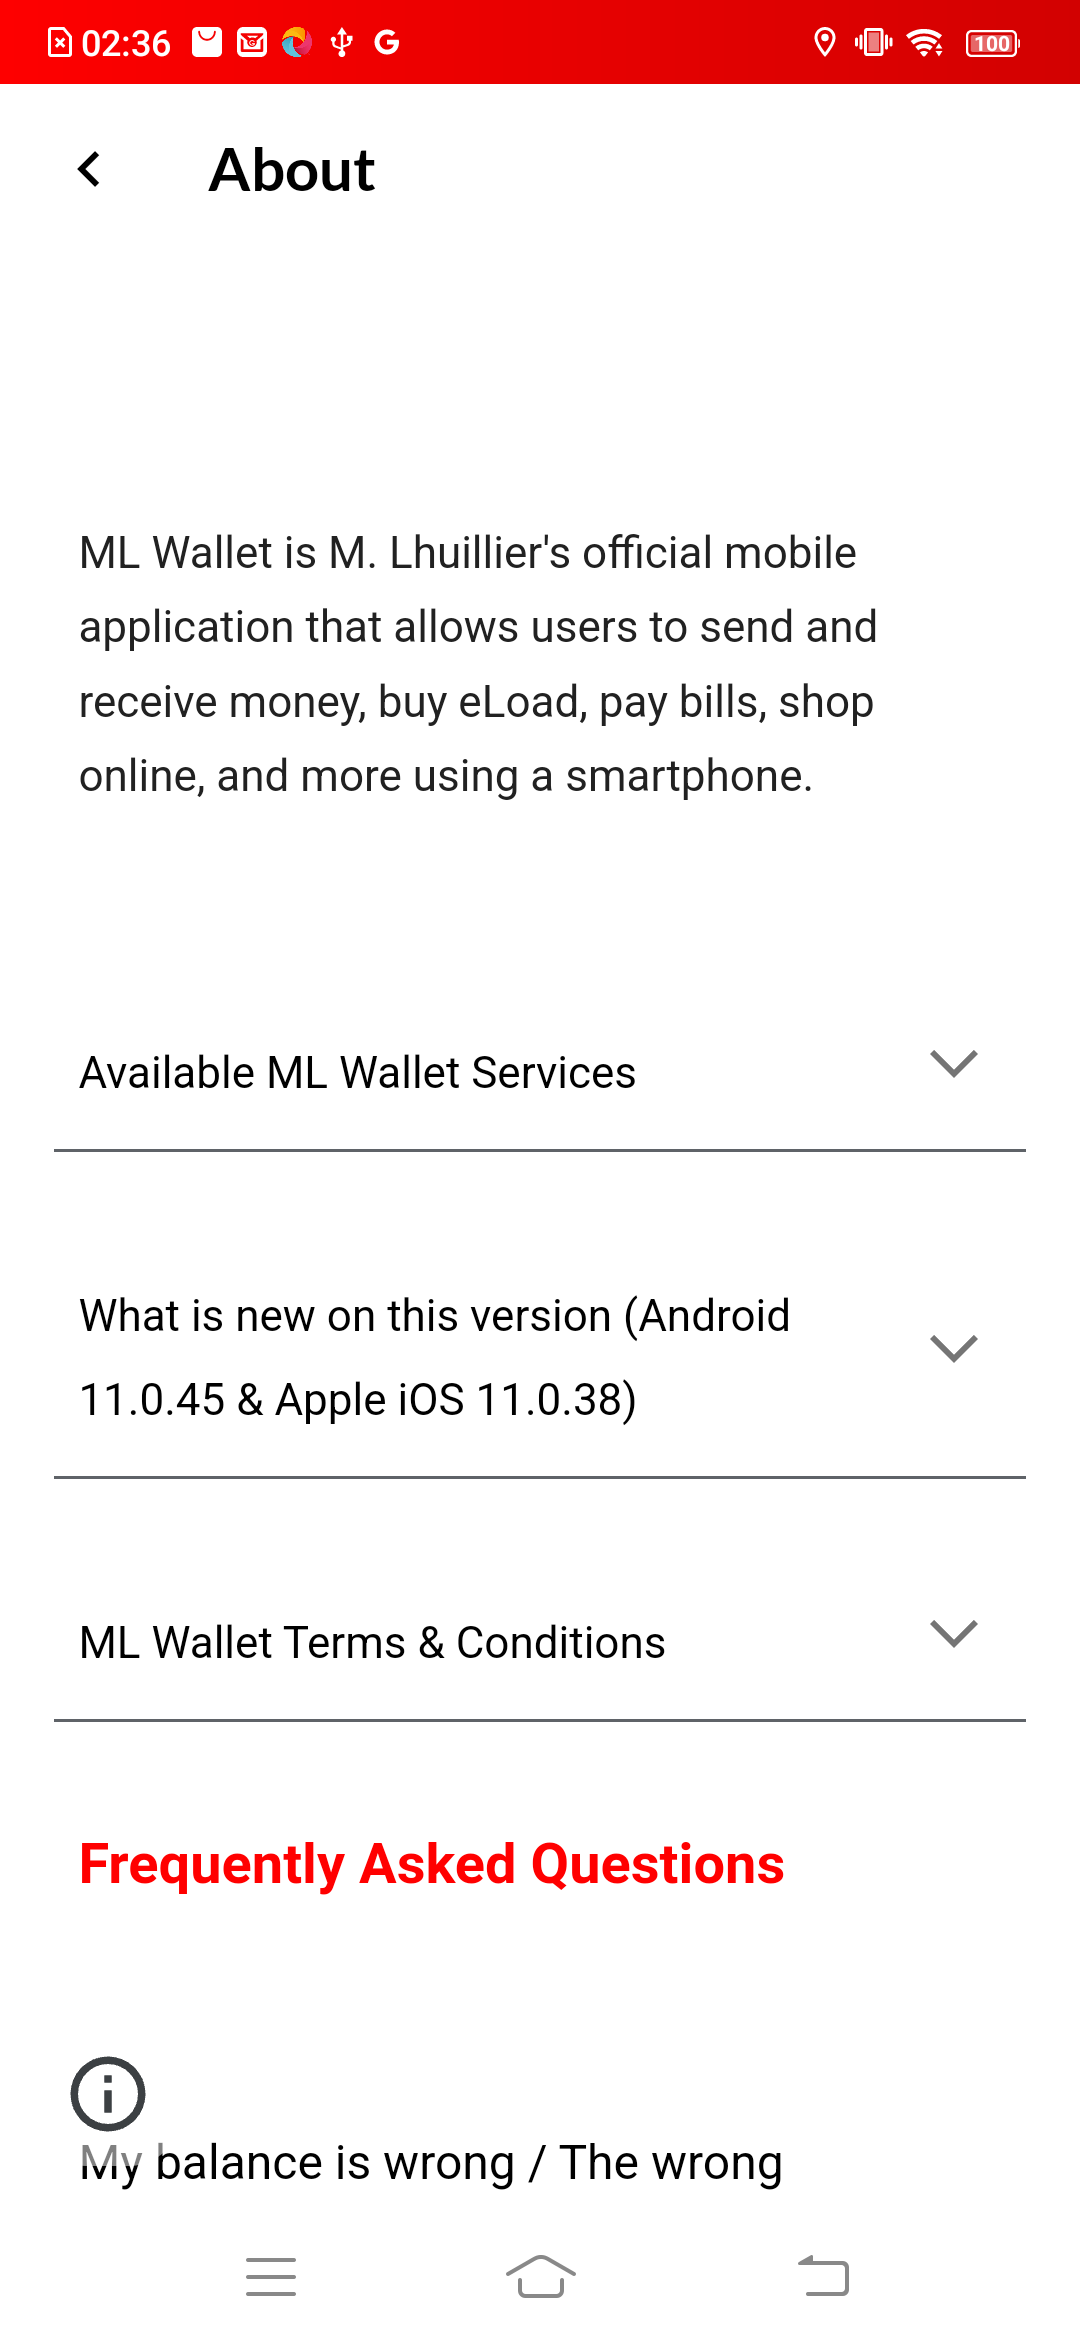 02:36
100
About
ML Wallet is M. Lhuillier's official mobile
application that allows users to send and
receive money, buy eLoad, pay bills, shop
online, and more using a smartphone.
Available ML Wallet Services
What is new on this version (Android
11.0.45 & Apple iOS 11.0.38)
ML Wallet Terms & Conditions
Frequently Asked Questions
My balance is wrong / The wrong